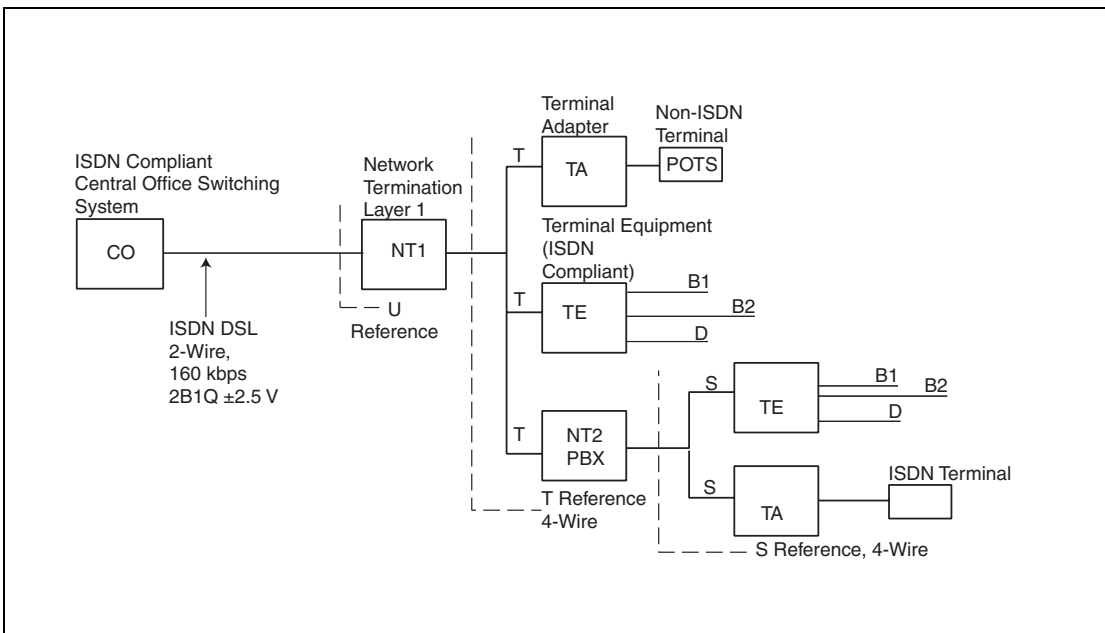 ISDN Compliant
Central Office Switching
System
CO
ISDN DSL
2-Wire,
160 kbps
2B1Q ±2.5 V
Network
Termination
Layer 1
NT1
U
Reference
T
Terminal
Adapter
TA
Non-ISDN
Terminal
POTS
T
Terminal Equipment
(ISDN
Compliant)
TE
B1
B2
D
T
NT2
PBX
T Reference
4-Wire
S
TE
B1
B2
D
S
TA
ISDN Terminal
S Reference, 4-Wire